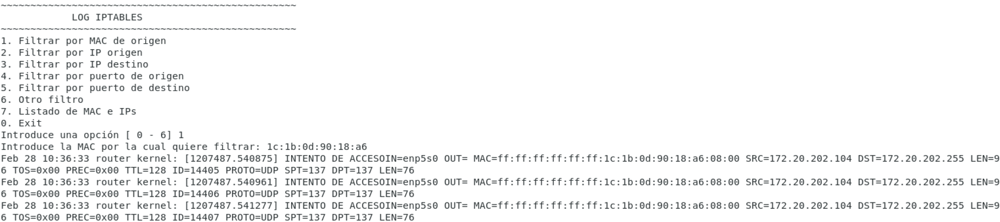 ~~~~~~~~~~~~~~~~~~~~~~~~~~~~~~~~~~~~~~~~~~~~~~~~~~
            LOG IPTABLES
~~~~~~~~~~~~~~~~~~~~~~~~~~~~~~~~~~~~~~~~~~~~~~~~~~
1. Filtrar por MAC de origen
2. Filtrar por IP origen
3. Filtrar por IP destino
4. Filtrar por puerto de origen
5. Filtrar por puerto de destino
6. Otro filtro
7. Listado de MAC e IPs
0. Exit
Introduce una opción [ 0 - 6] 1
Introduce la MAC por la cual quiere filtrar: 1c:1b:0d:90:18:a6
Feb 28 10:36:33 router kernel: [1207487.540875] INTENTO DE ACCESOIN=enp5s0 OUT= MAC=ff:ff:ff:ff:ff:ff:1c:1b:0d:90:18:a6:08:00 SRC=172.20.202.104 DST=172.20.202.255 LEN=9
6 TOS=0x00 PREC=0x00 TTL=128 ID=14405 PROTO=UDP SPT=137 DPT=137 LEN=76
Feb 28 10:36:33 router kernel: [1207487.540961] INTENTO DE ACCESOIN=enp5s0 OUT= MAC=ff:ff:ff:ff:ff:ff:1c:1b:0d:90:18:a6:08:00 SRC=172.20.202.104 DST=172.20.202.255 LEN=9
6 TOS=0x00 PREC=0x00 TTL=128 ID=14406 PROTO=UDP SPT=137 DPT=137 LEN=76
Feb 28 10:36:33 router kernel: [1207487.541277] INTENTO DE ACCESOIN=enp5s0 OUT= MAC=ff:ff:ff:ff:ff:ff:1c:1b:0d:90:18:a6:08:00 SRC=172.20.202.104 DST=172.20.202.255 LEN=9
6 TOS=0x00 PREC=0x00 TTL=128 ID=14407 PROTO=UDP SPT=137 DPT=137 LEN=76